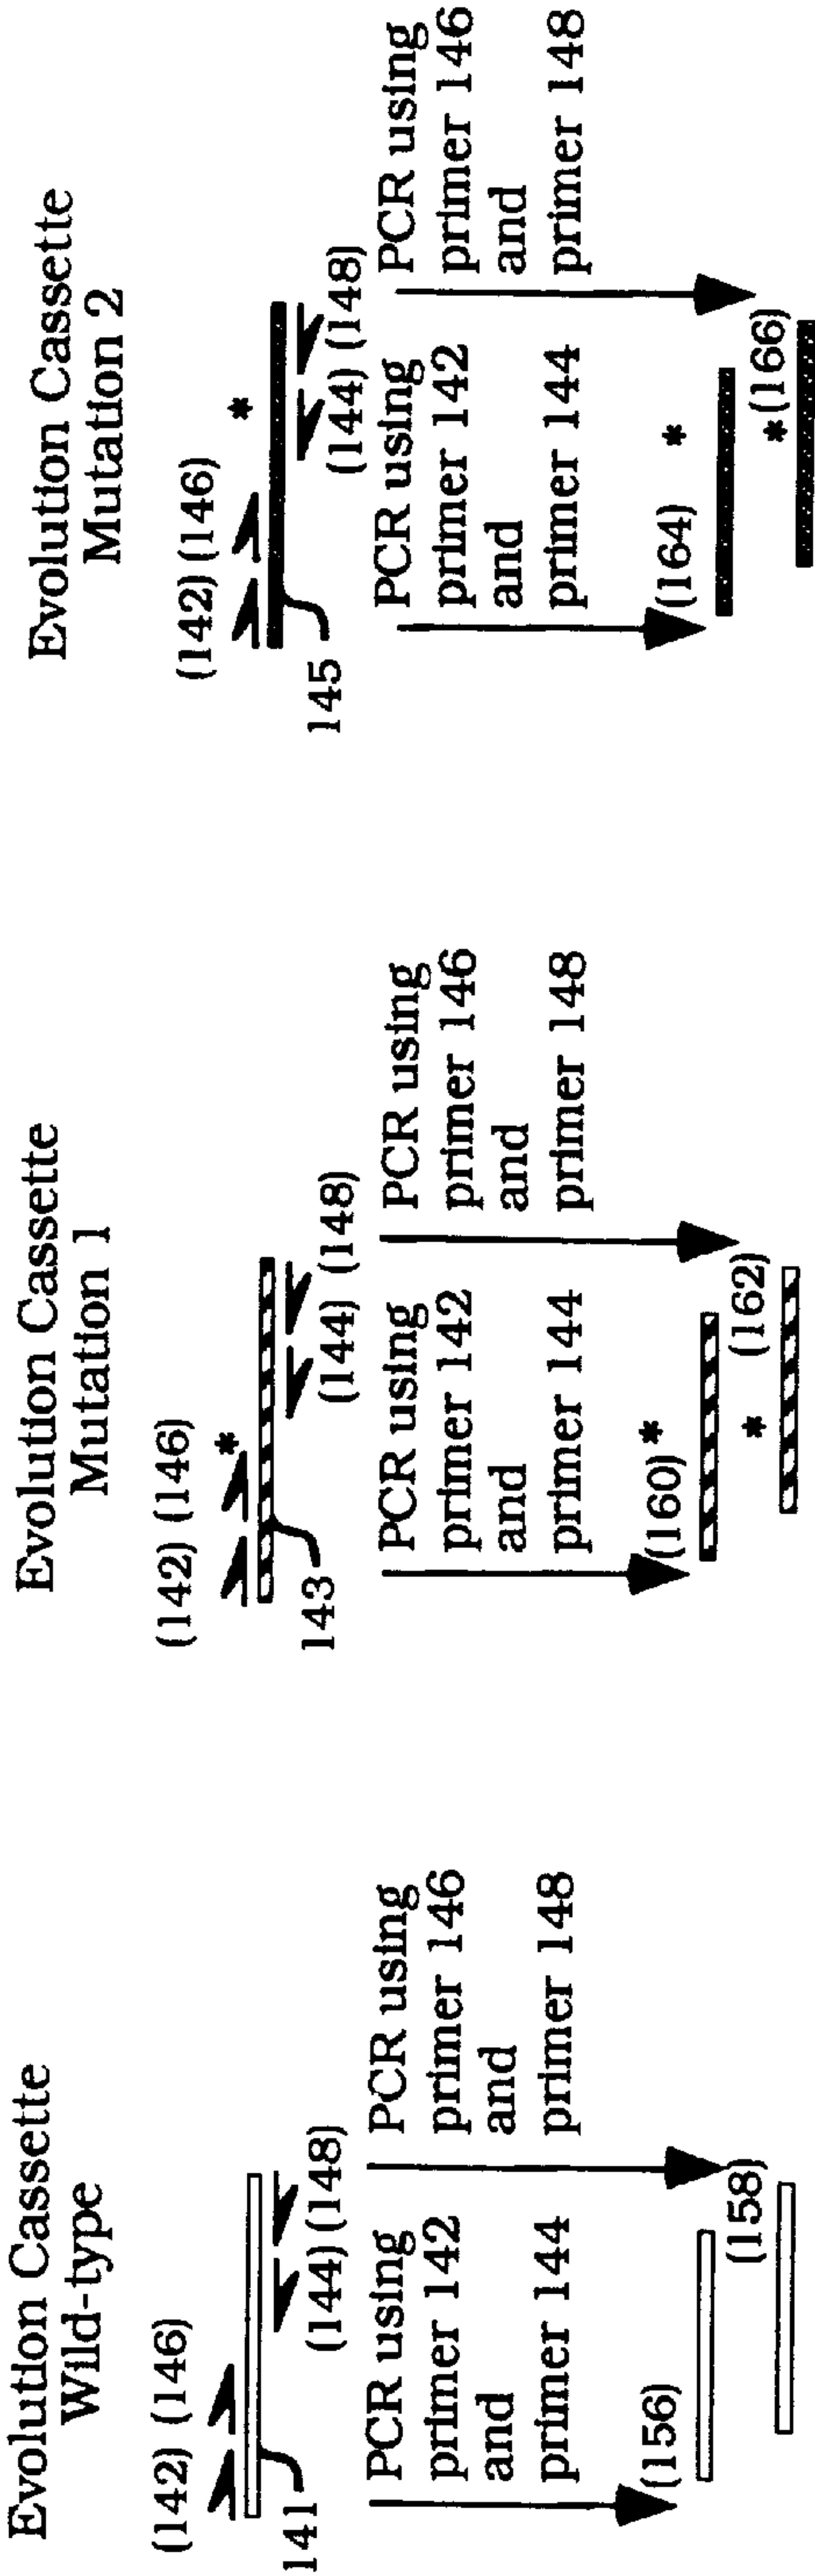 Evolution Cassette
Wild-type
(142) (146)
141
(144) (148)
PCR using
primer 142
and
primer 144
PCR using
primer 146
and
primer 148
(156)
(158)
Evolution Cassette
Mutation 1
(142) (146)
*
143
(144) (148)
PCR using
primer 142
and
primer 144
PCR using
primer 146
and
primer 148
(160)*
* (162)
Evolution Cassette
Mutation 2
(142) (146)
*
145
(144) (148)
PCR using
primer 142
and
primer 144
PCR using
primer 146
and
primer 148
(164) *
*(166)